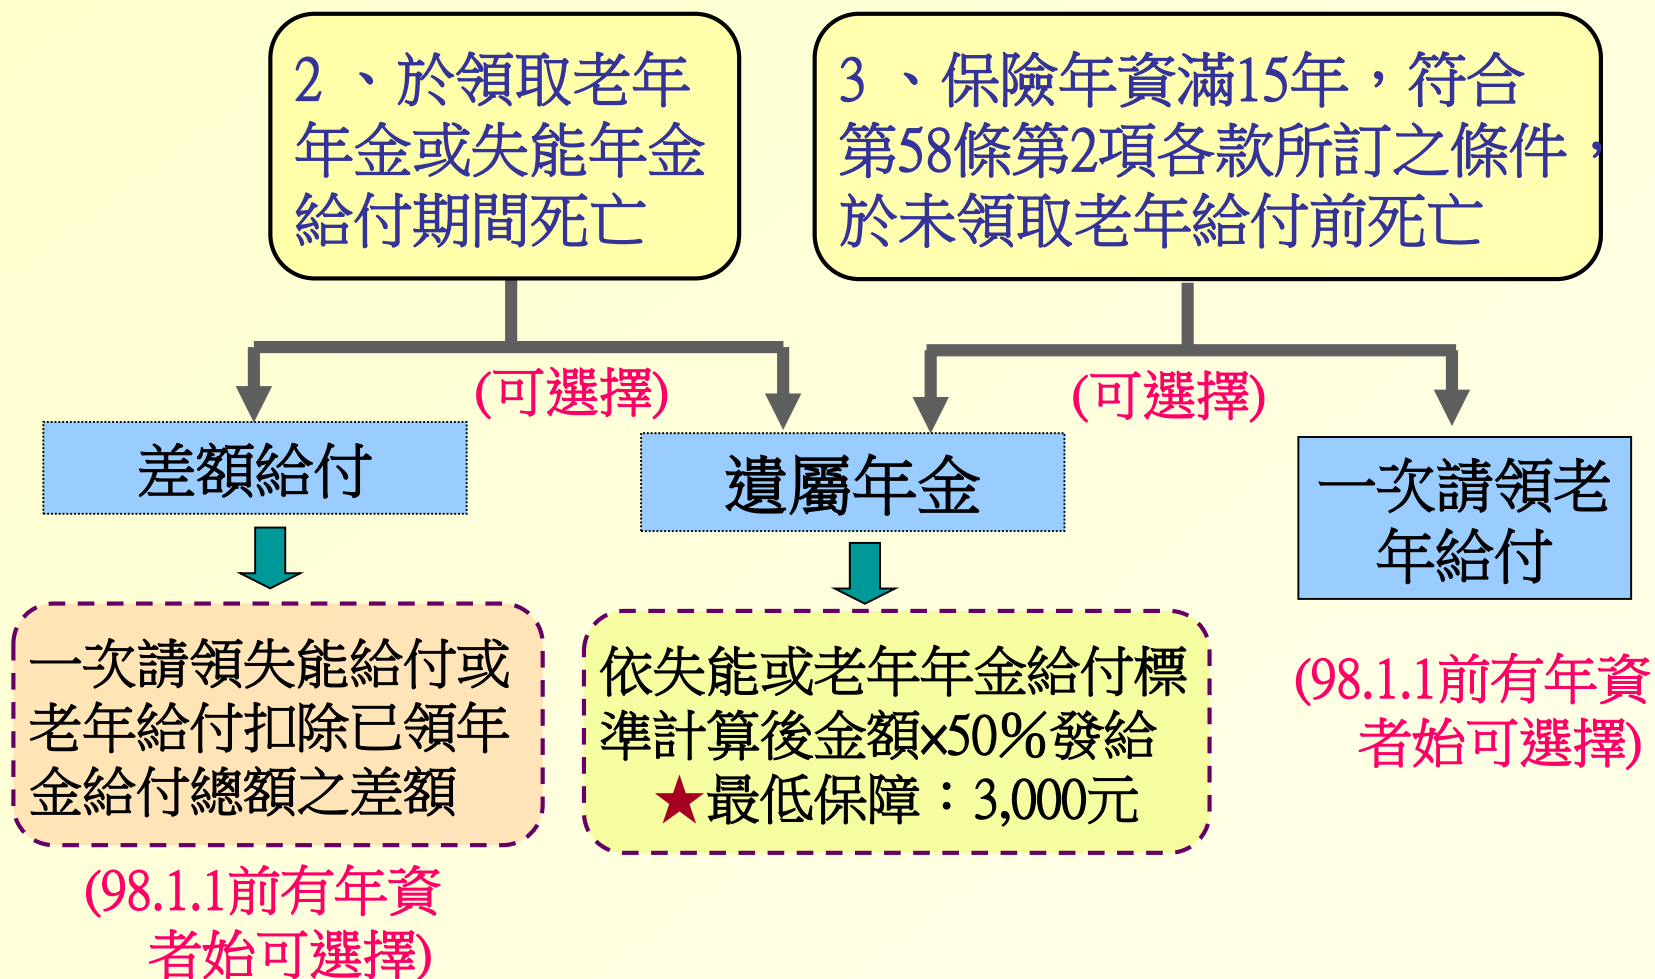 2 、於領取老年
年金或失能年金
給付期間死亡
3 、保險年資滿15年，符合
第58條第2項各款所訂之條件，
於未領取老年給付前死亡
(可選擇)
(可選擇)
差額給付
遺屬年金
一次請領老
年給付
一次請領失能給付或
老年給付扣除已領年
金給付總額之差額
(98.1.1前有年資
者始可選擇)
依失能或老年年金給付標
準計算後金額×50%發給
★最低保障：3,000元
(98.1.1前有年資
者始可選擇)